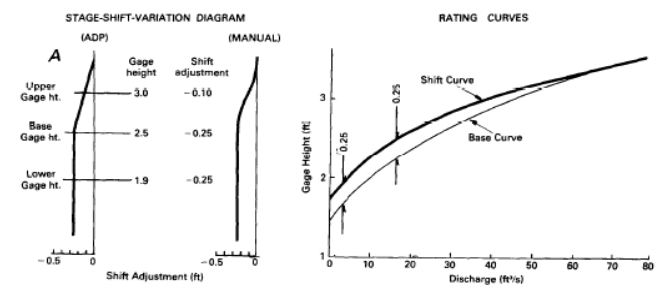 STAGE-SHIFT-VARIATION DIAGRAM
(ADP)
(MANUAL)
A
Gage height
Shift adjustment
Upper Gage ht.
3.0
-0.10
Base Gage ht.
2.5
-0.25
Lower Gage ht.
1.9
-0.25
-0.5
0
-0.5
0
Shift Adjustment (ft)
RATING CURVES
Shift Curve
Base Curve
0.25
0.25
Gage Height (ft)
3
2
1
0 10 20 30 40 50 60 70 80
Discharge (ft³/s)